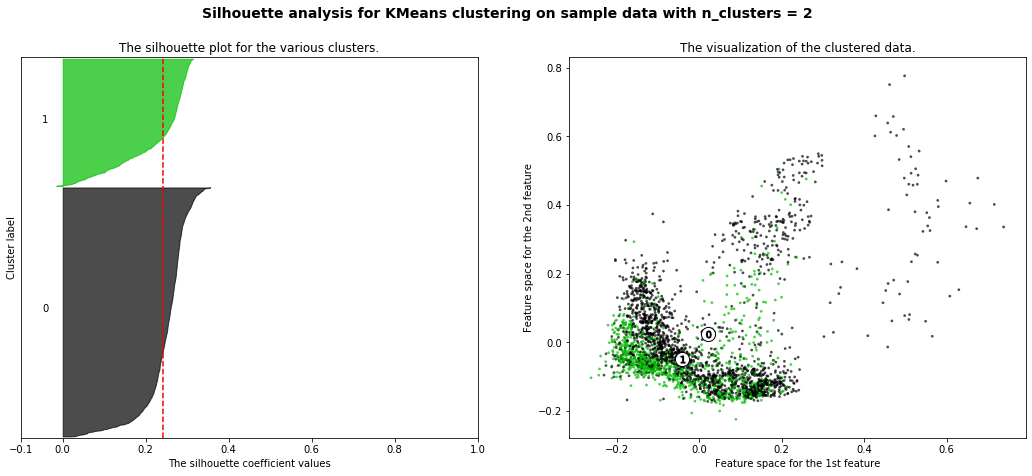 Silhouette analysis for KMeans clustering on sample data with n_clusters = 2
The silhouette plot for the various clusters.
1
0
Cluster label
−0.1 0.0 0.2 0.4 0.6 0.8 1.0
The silhouette coefficient values
The visualization of the clustered data.
0.8
0.6
0.4
0.2
0.0
−0.2
Feature space for the 2nd feature
0
1
−0.2 0.0 0.2 0.4 0.6
Feature space for the 1st feature